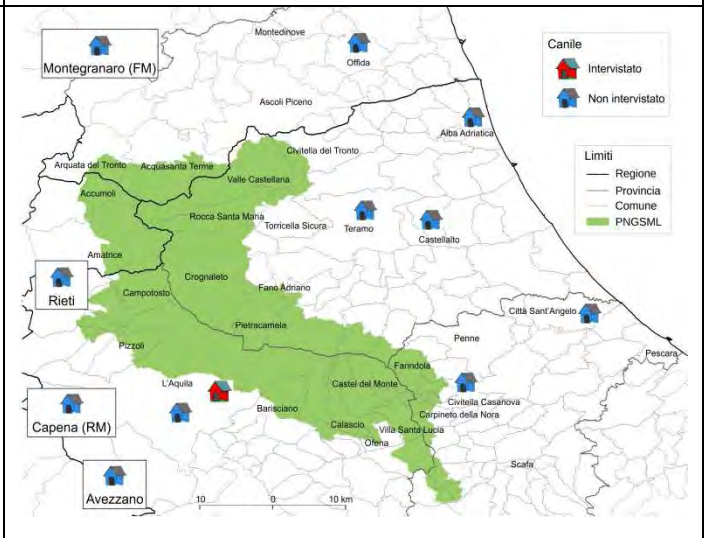 Montedinove
Montegranaro (FM)
Offida
Canile
Intervistato
Non intervistato
Ascoli Piceno
Alba Adriatica
Civitella del Tronto
Limiti
Regione
Provincia
Comune
PNGSML
Arquata del Tronto
Acquasanta Terme
Valle Castellana
Accumoli
Rocca Santa Maria
Torricella Sicura
Teramo
Castellalto
Amatrice
Crognaleto
Rieti
Campotosto
Fano Adriano
Città Sant'Angelo
Pietracamela
Penne
Pizzoli
Pescara
Farindola
L'Aquila
Castel del Monte
Civitella Casanova
Barisciano
Carpineto della Nora
Capena (RM)
Calascio
Villa Santa Lucia
Ofena
Scafa
Avezzano
10 0 10 km